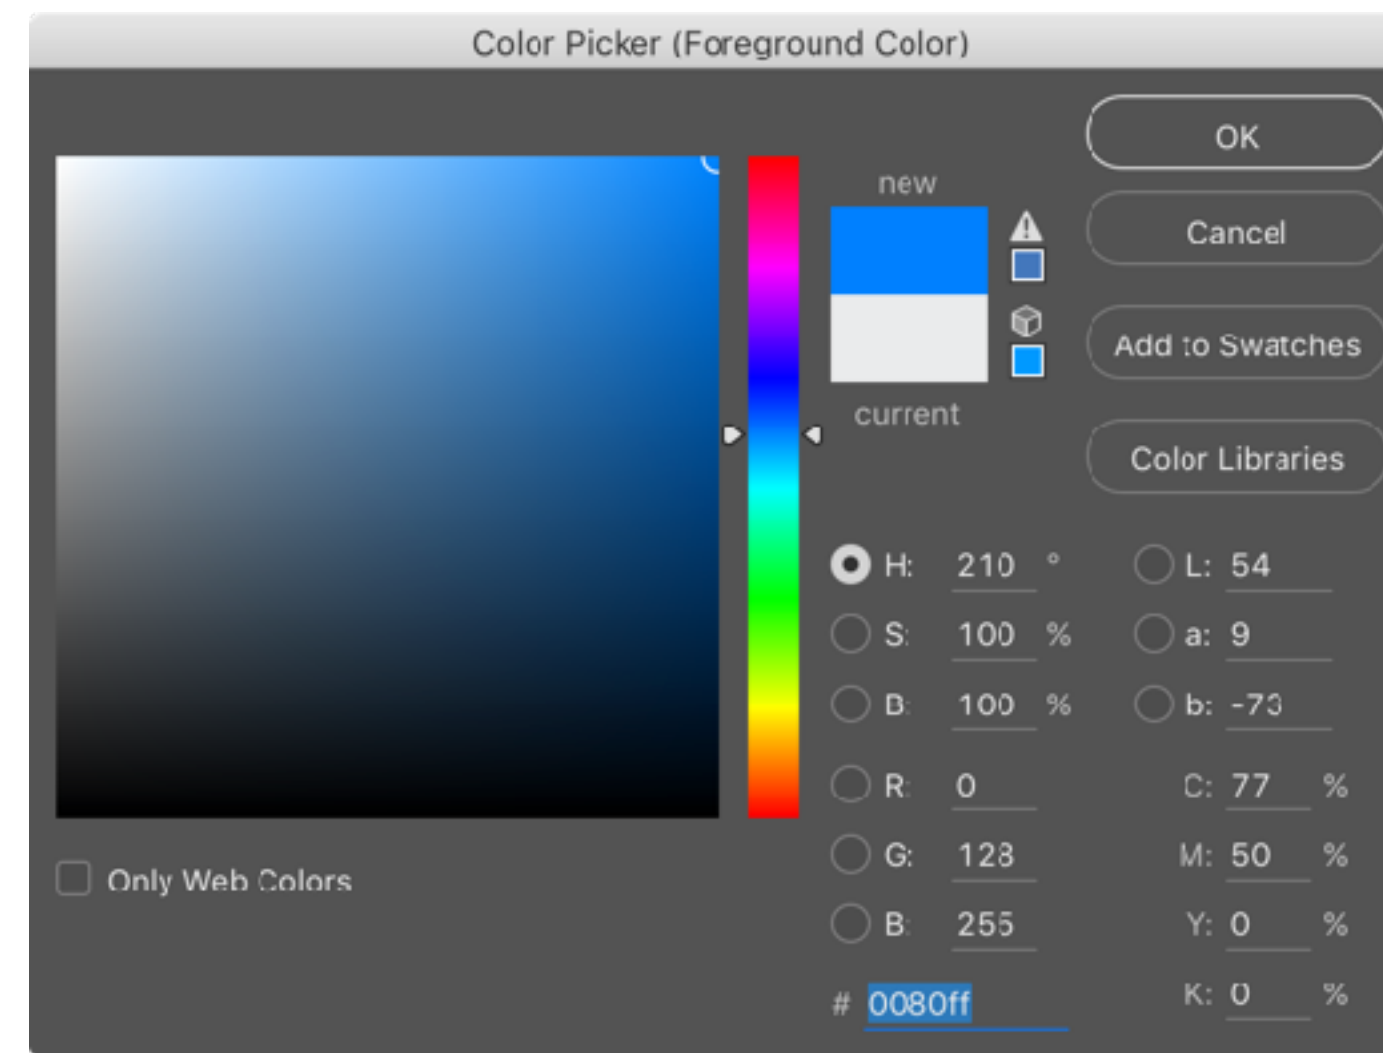 Color Picker (Foreground Color)
OK
new
Cancel
Add to Swatches
current
Color Libraries
H: 210 ° L: 54
S: 100 % a: 9
B: 100 % b: -73
R: 0 C: 77 %
G: 128 M: 50 %
Only Web Colors
B: 255 Y: 0 %
# 0080ff K: 0 %